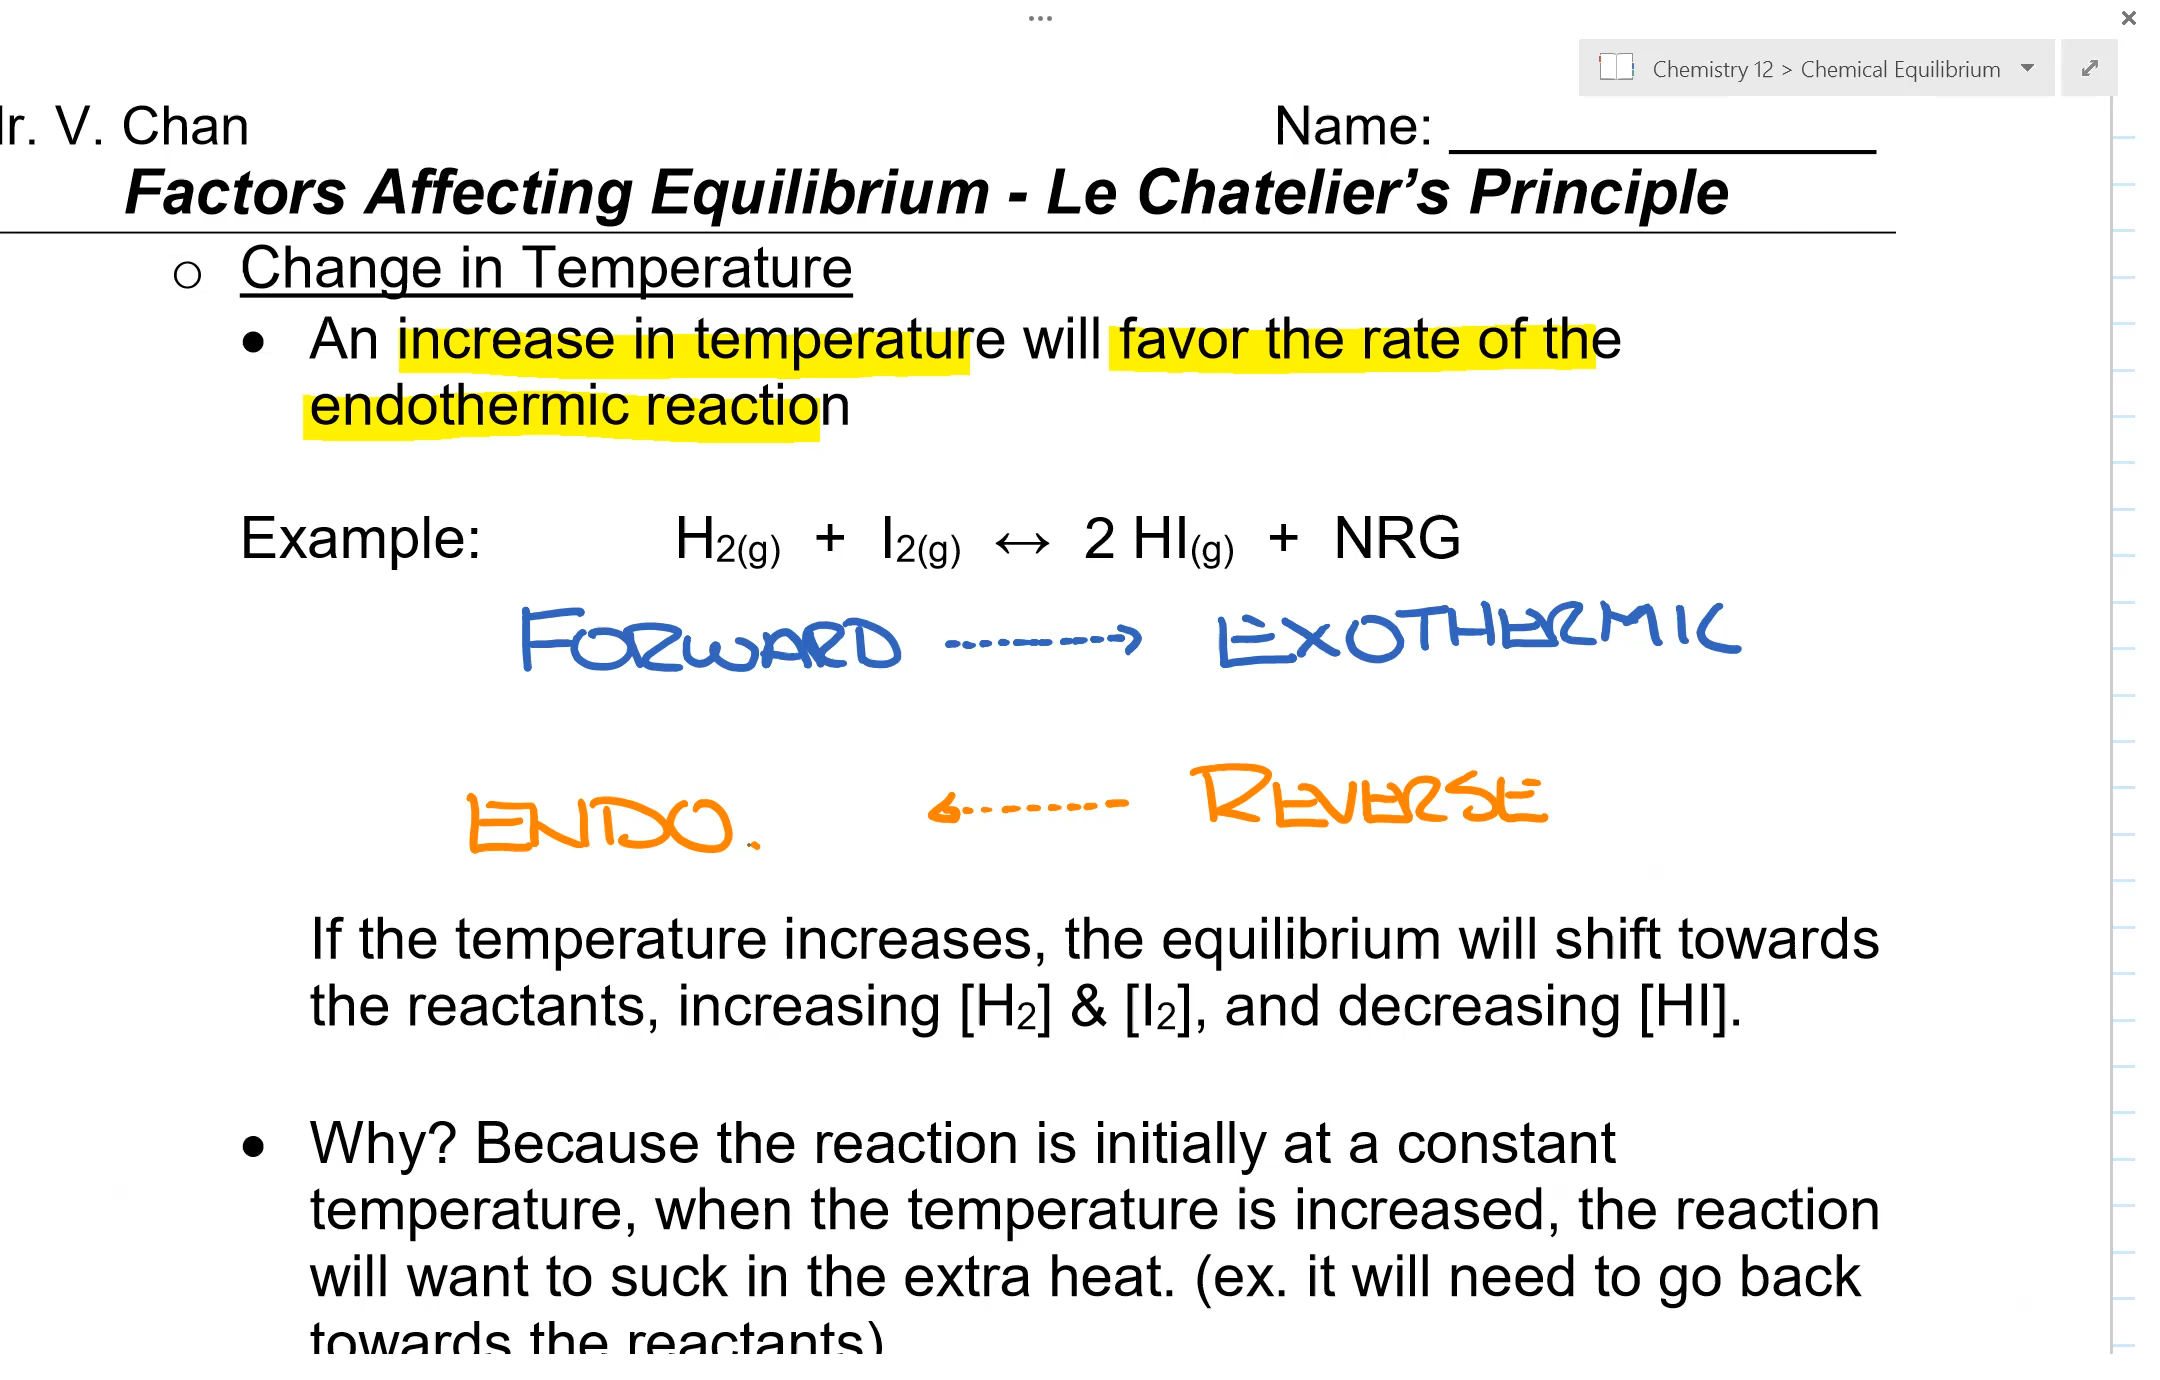 Chemistry 12 > Chemical Equilibrium
r. V. Chan Name:
Factors Affecting Equilibrium - Le Chatelier’s Principle
○ Change in Temperature
● An increase in temperature will favor the rate of the
endothermic reaction
Example: H2(g) + I2(g) ↔ 2 HI(g) + NRG
FORWARD EXOTHERMIC
ENDO. REVERSE
If the temperature increases, the equilibrium will shift towards
the reactants, increasing [H2] & [I2], and decreasing [HI].
● Why? Because the reaction is initially at a constant
temperature, when the temperature is increased, the reaction
will want to suck in the extra heat. (ex. it will need to go back
towards the reactants)